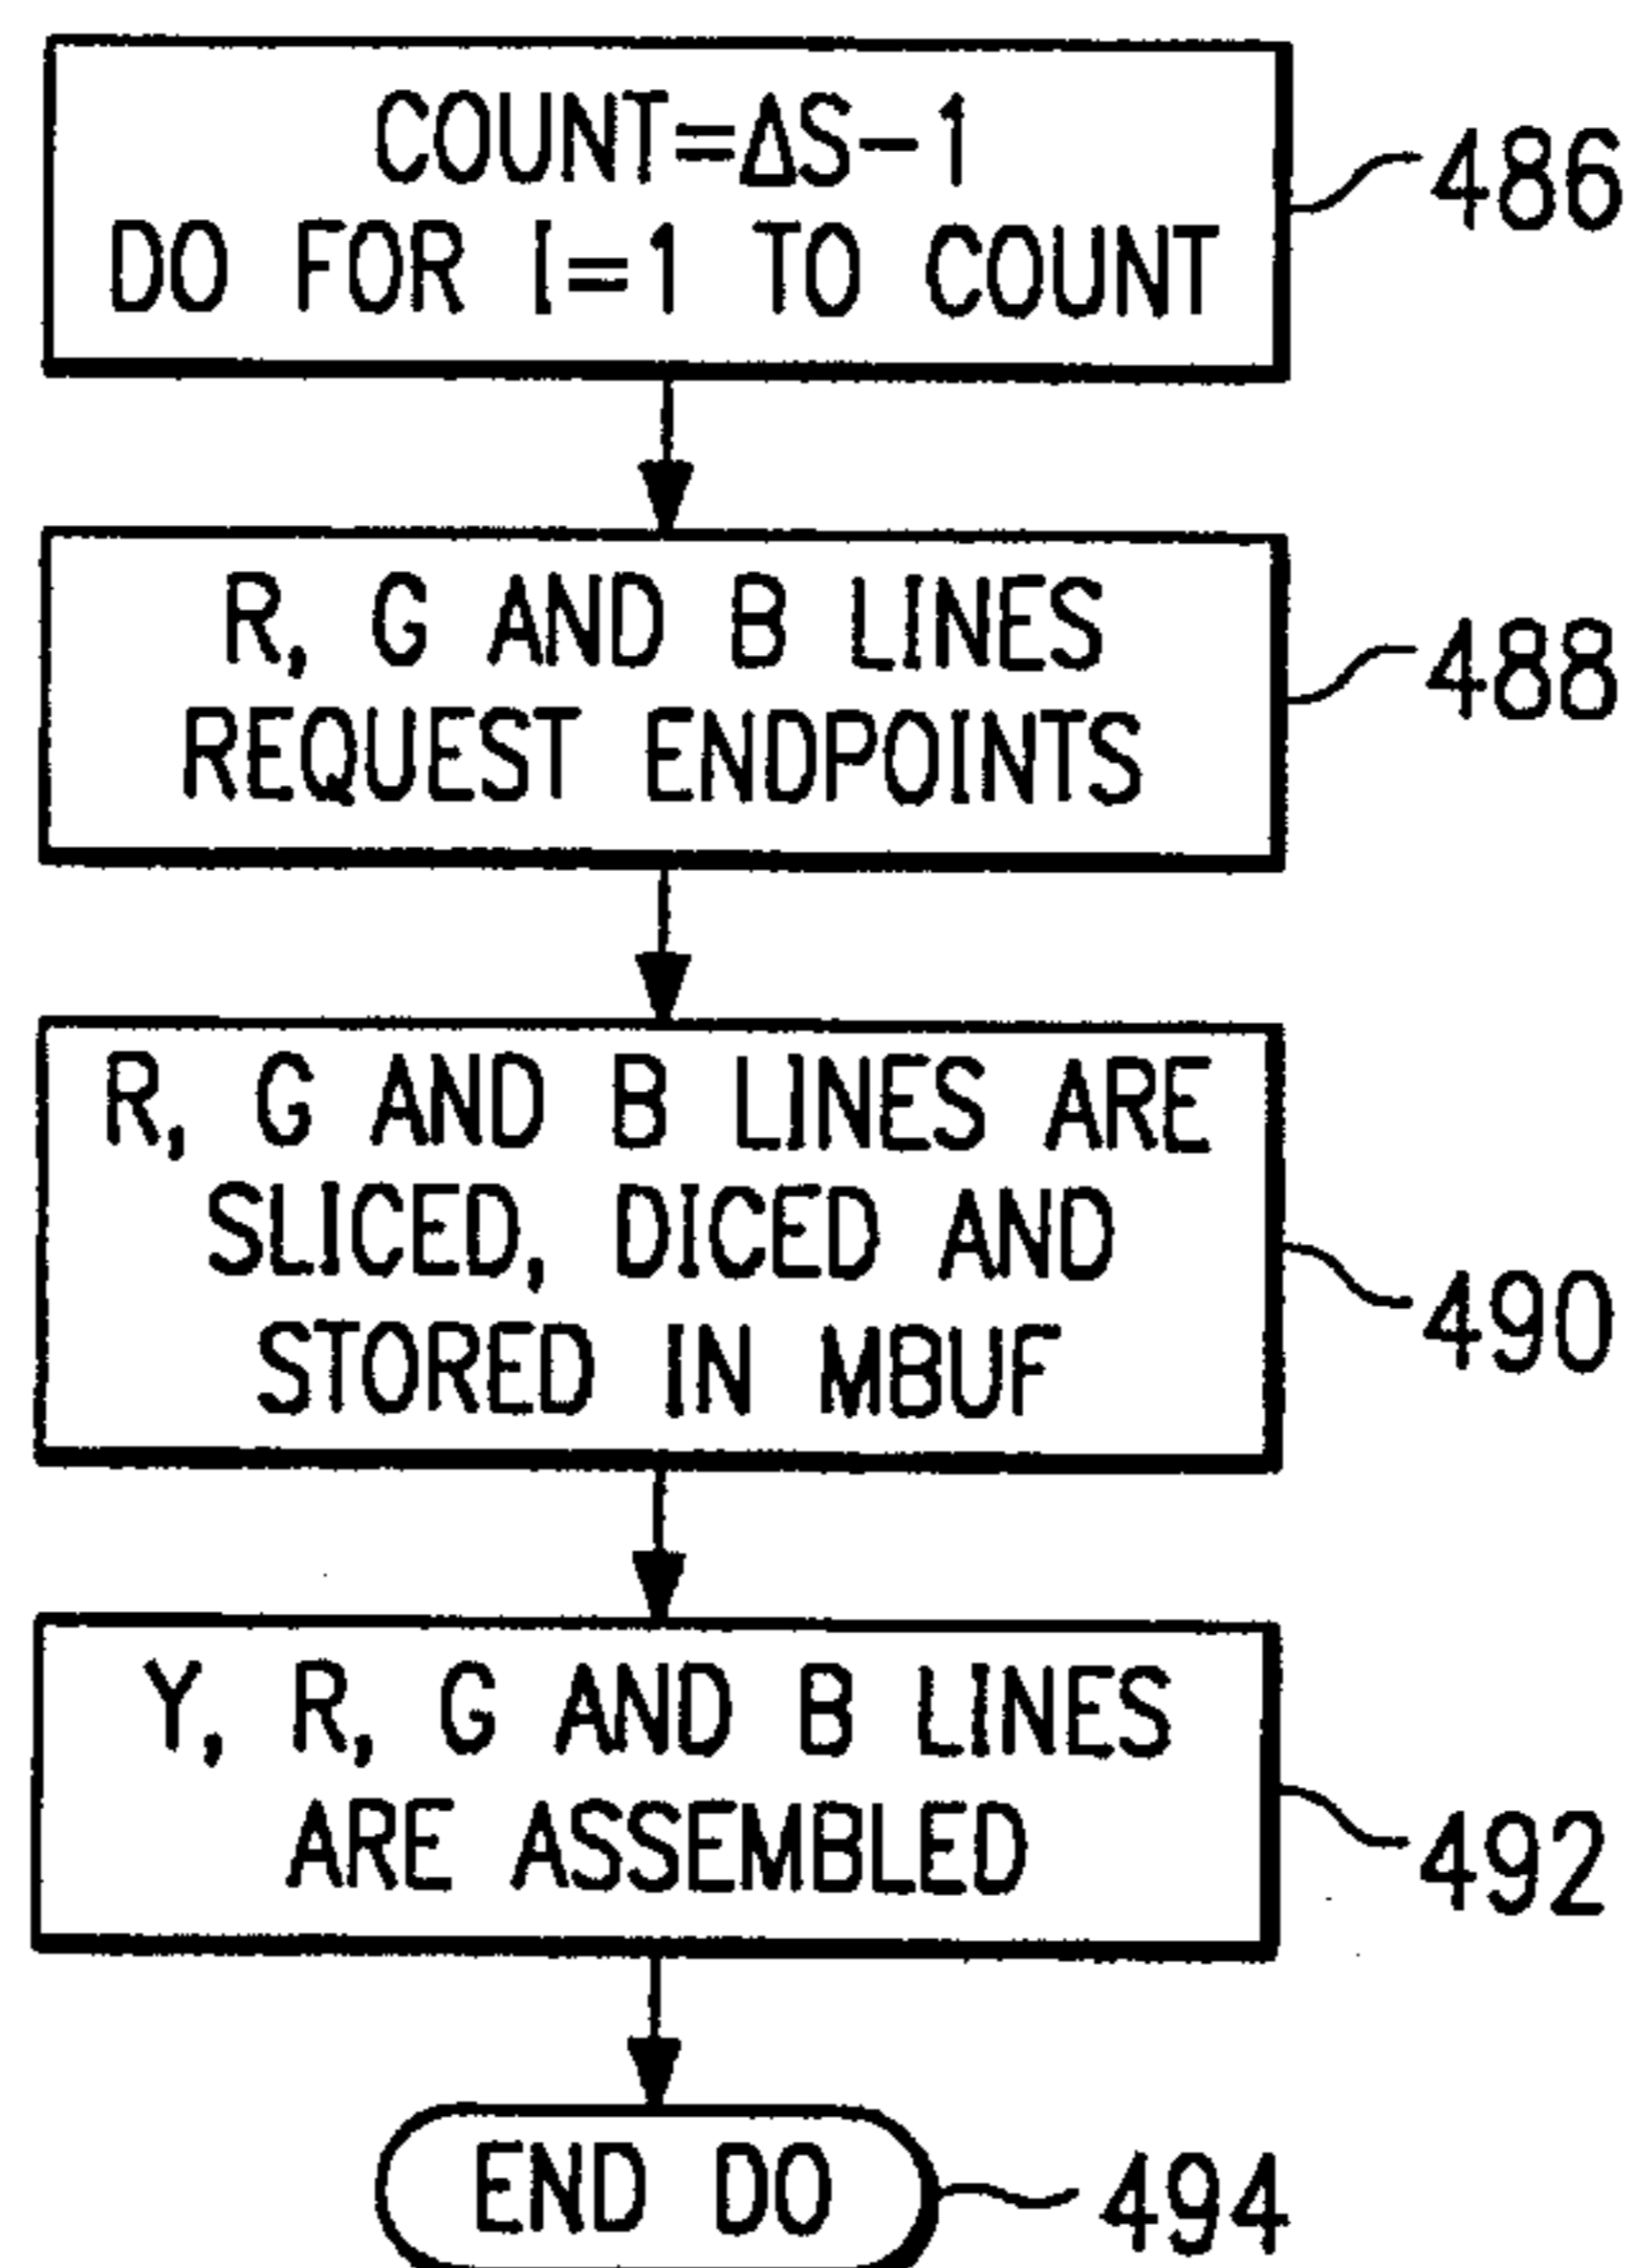 COUNT=ΔS-1
DO FOR I=1 TO COUNT
486
R, G AND B LINES
REQUEST ENDPOINTS
488
R, G AND B LINES ARE
SLICED, DICED AND
STORED IN MBUF
490
Y, R, G AND B LINES
ARE ASSEMBLED
492
END DO
494